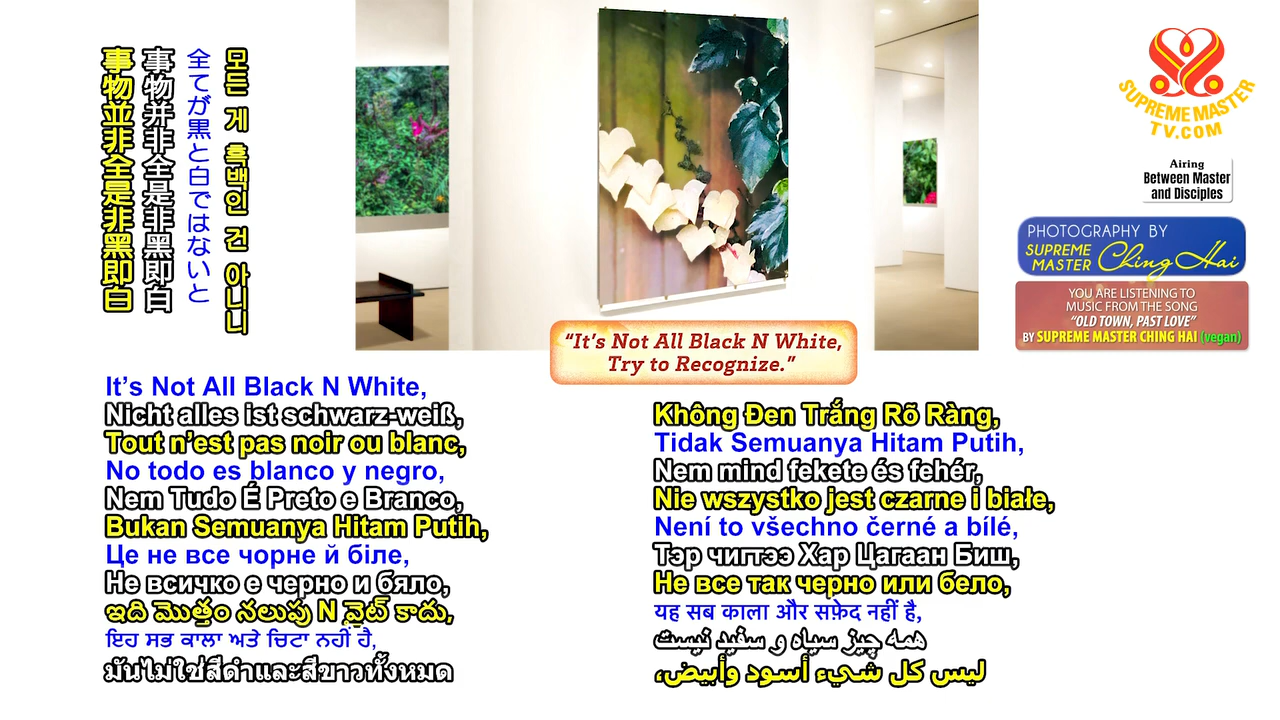 事物並非全是非黑即白
事物并非全是非黑即白
全てが黒と白ではないと
모든 게 흑백인 건 아니니
SUPREME MASTER
TV.COM
Airing
Between Master
and Disciples
PHOTOGRAPHY BY
SUPREME
MASTER Ching Hai
YOU ARE LISTENING TO
MUSIC FROM THE SONG
“OLD TOWN, PAST LOVE”
BY SUPREME MASTER CHING HAI (vegan)
“It’s Not All Black N White,
Try to Recognize.”
It’s Not All Black N White,
Nicht alles ist schwarz-weiß,
Tout n’est pas noir ou blanc,
No todo es blanco y negro,
Nem Tudo É Preto e Branco,
Bukan Semuanya Hitam Putih,
Це не все чорне й біле,
Не всичко е черно и бяло,
ఇది మొత్తం నలుపు N వైట్ కాదు,
ਇਹ ਸਭ ਕਾਲਾ ਅਤੇ ਚਿਟਾ ਨਹੀਂ ਹੈ,
มันไม่ใช่สีดำและสีขาวทั้งหมด
Không Đen Trắng Rõ Ràng,
Tidak Semuanya Hitam Putih,
Nem mind fekete és fehér,
Nie wszystko jest czarne i białe,
Není to všechno černé a bílé,
Тэр чигтээ Хар Цагаан Биш,
Не все так черно или бело,
यह सब काला और सफ़ेद नहीं है,
همه چیز سیاه و سفید نیست
ليس كل شيء أسود وأبيض،